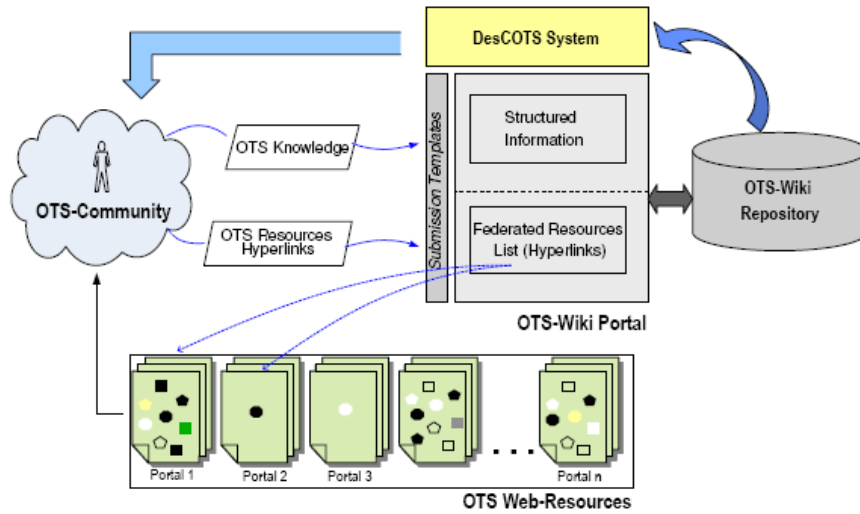 DesCOTS System
Submission Templates
Structured
Information
OTS Knowledge
OTS-Community
OTS-Wiki
Repository
OTS Resources
Hyperlinks
Federated Resources
List (Hyperlinks)
OTS-Wiki Portal
. . .
Portal 1
Portal 2
Portal 3
Portal n
OTS Web-Resources